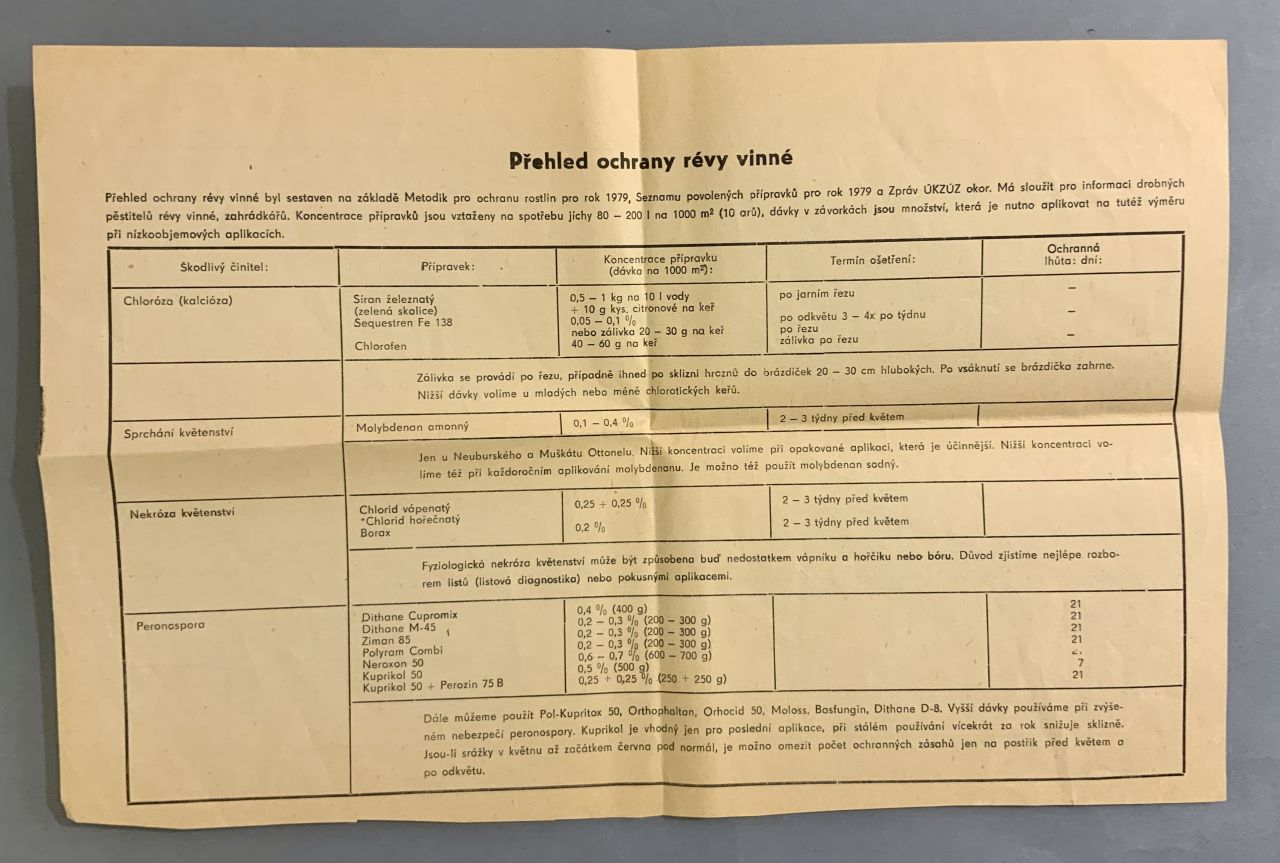 Přehled ochrany révy vinné
Přehled ochrany révy vinné byl sestaven na základě Metodik pro ochranu rostlin pro rok 1979, Seznamu povolených přípravků pro rok 1979 a Zpráv ÚKZÚZ okor. Má sloužit pro informaci drobných
pěstitelů révy vinné, zahrádkářů. Koncentrace přípravků jsou vztaženy na spotřebu jíchy 80 – 200 l na 1000 m² (10 arů), dávky v závorkách jsou množství, která je nutno aplikovat na tutéž výměru
při nízkoobjemových aplikacích.
Škodlivý činitel: Přípravek: Koncentrace přípravku (dávka na 1000 m²): Termín ošetření: Ochranná lhůta: dní:
Chloróza (kalcióza) Síran železnatý 0,5 – 1 kg na 10 l vody po jarním řezu –
(zelená skalice) + 10 g kys. citronové na keř
Sequestren Fe 138 0,05 – 0,1 % po odkvětu 3 – 4x po týdnu –
nebo zálivka 20 – 30 g na keř po řezu
Chlorofen 40 – 60 g na keř zálivka po řezu –
Zálivka se provádí po řezu, případně ihned po sklizni hroznů do brázdiček 20 – 30 cm hlubokých. Po vsáknutí se brázdička zahrne.
Nižší dávky volíme u mladých nebo méně chlorotických keřů.
Sprchání květenství Molybdenan amonný 0,1 – 0,4 % 2 – 3 týdny před květem
Jen u Neuburského a Muškátu Ottonelu. Nižší koncentraci volíme při opakované aplikaci, která je účinnější. Nižší koncentraci vo-
líme též při každoročním aplikování molybdenanu. Je možno též použít molybdenan sodný.
Nekróza květenství Chlorid vápenatý 0,25 + 0,25 % 2 – 3 týdny před květem
*Chlorid hořečnatý
Borax 0,2 % 2 – 3 týdny před květem
Fyziologická nekróza květenství může být způsobena buď nedostatkem vápníku a hořčíku nebo bóru. Důvod zjistíme nejlépe rozbo-
rem listů (listová diagnostika) nebo pokusnými aplikacemi.
Peronospora Dithane Cupromix 0,4 % (400 g) 21
Dithane M-45 0,2 – 0,3 % (200 – 300 g) 21
Ziman 85 0,2 – 0,3 % (200 – 300 g) 21
Polyram Combi 0,2 – 0,3 % (200 – 300 g) 21
Neroxon 50 0,6 – 0,7 % (600 – 700 g)
Kuprikol 50 0,5 % (500 g) 7
Kuprikol 50 + Perozin 75 B 0,25 + 0,25 % (250 + 250 g) 21
Dále můžeme použít Pol-Kupritox 50, Orthophaltan, Orhocid 50, Moloss, Basfungin, Dithane D-8. Vyšší dávky používáme při zvýše-
ném nebezpečí peronospory. Kuprikol je vhodný jen pro poslední aplikace, při stálém používání vícekrát za rok snižuje sklizně.
Jsou-li srážky v květnu až začátkem června pod normál, je možno omezit počet ochranných zásahů jen na postřik před květem a
po odkvětu.